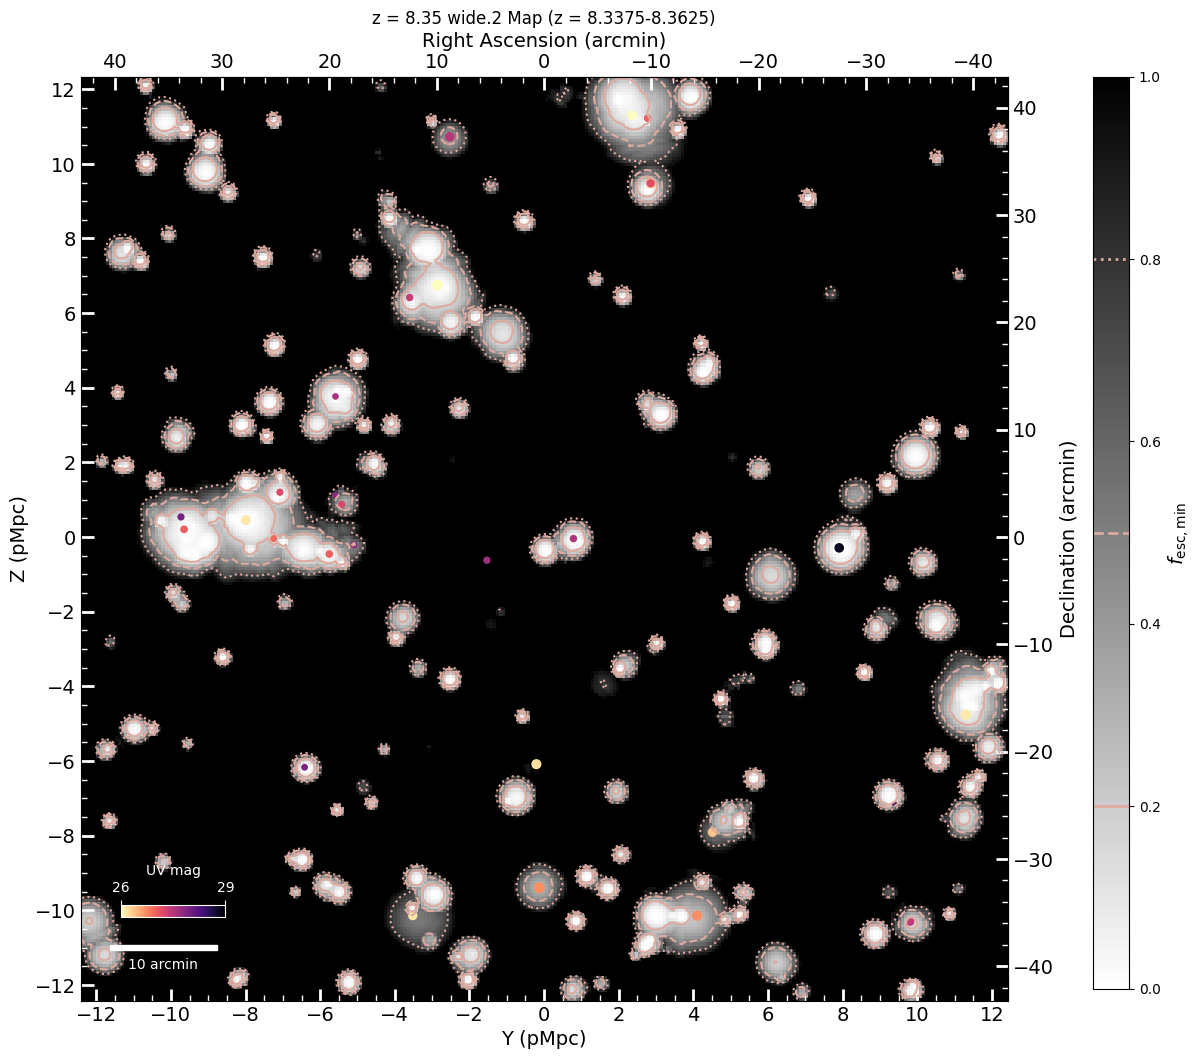 z = 8.35 wide.2 Map (z = 8.3375-8.3625)
Right Ascension (arcmin)
40 30 20 10 0 −10 −20 −30 −40
12
10
8
6
4
2
0
−2
−4
−6
−8
−10
−12
Z (pMpc)
40
30
20
10
0
−10
−20
−30
−40
Declination (arcmin)
1.0
0.8
0.6
0.4
0.2
0.0
fesc, min
UV mag
26 29
10 arcmin
−12 −10 −8 −6 −4 −2 0 2 4 6 8 10 12
Y (pMpc)